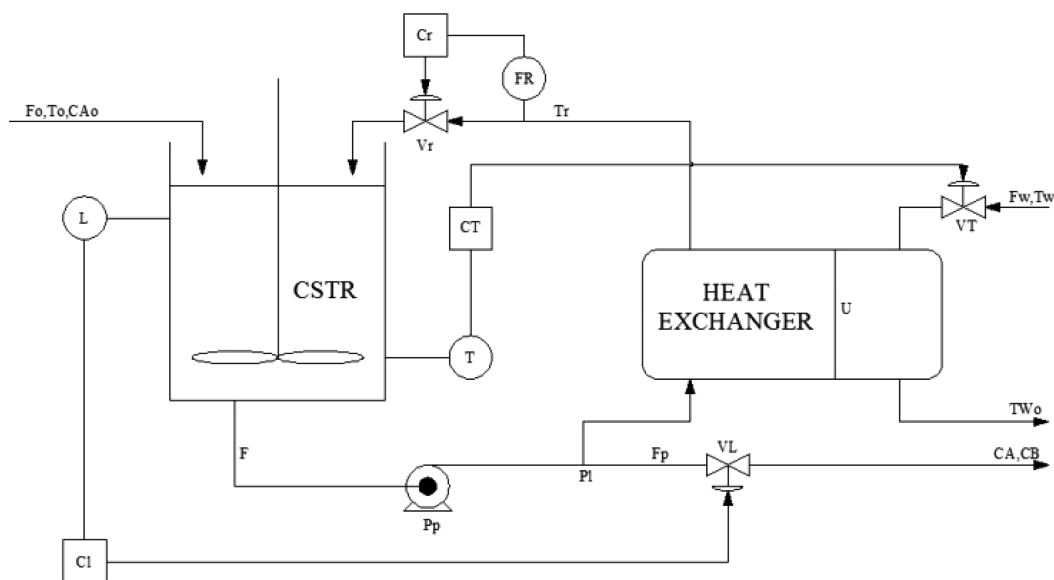 Cr
FR
Fo,To,CAo
Tr
Vr
L
CT
Fw,Tw
VT
CSTR
HEAT
EXCHANGER
U
T
TWo
F
Fp
VL
CA,CB
Pl
Pp
Cl